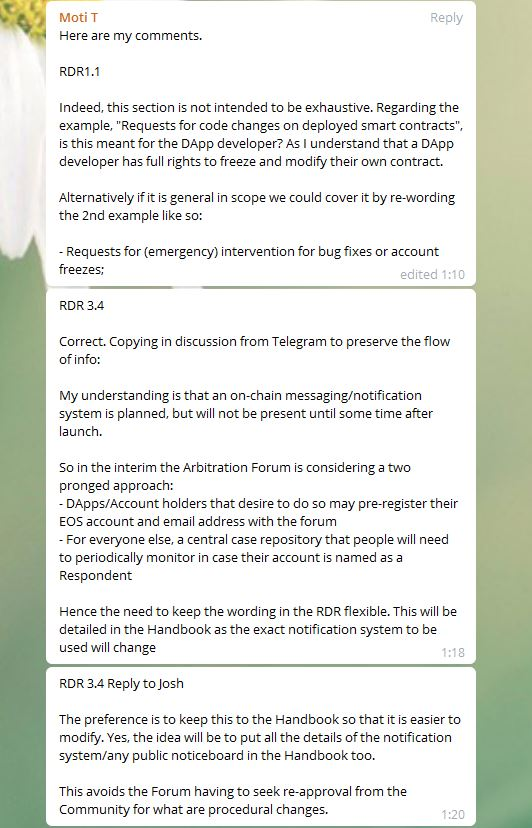 Moti T
Reply
Here are my comments.
RDR1.1
Indeed, this section is not intended to be exhaustive. Regarding the
example, "Requests for code changes on deployed smart contracts",
is this meant for the DApp developer? As I understand that a DApp
developer has full rights to freeze and modify their own contract.
Alternatively if it is general in scope we could cover it by re-wording
the 2nd example like so:
- Requests for (emergency) intervention for bug fixes or account
freezes;
edited 1:10
RDR 3.4
Correct. Copying in discussion from Telegram to preserve the flow
of info:
My understanding is that an on-chain messaging/notification
system is planned, but will not be present until some time after
launch.
So in the interim the Arbitration Forum is considering a two
pronged approach:
- DApps/Account holders that desire to do so may pre-register their
EOS account and email address with the forum
- For everyone else, a central case repository that people will need
to periodically monitor in case their account is named as a
Respondent
Hence the need to keep the wording in the RDR flexible. This will be
detailed in the Handbook as the exact notification system to be
used will change
1:18
RDR 3.4 Reply to Josh
The preference is to keep this to the Handbook so that it is easier to
modify. Yes, the idea will be to put all the details of the notification
system/any public noticeboard in the Handbook too.
This avoids the Forum having to seek re-approval from the
Community for what are procedural changes.
1:20